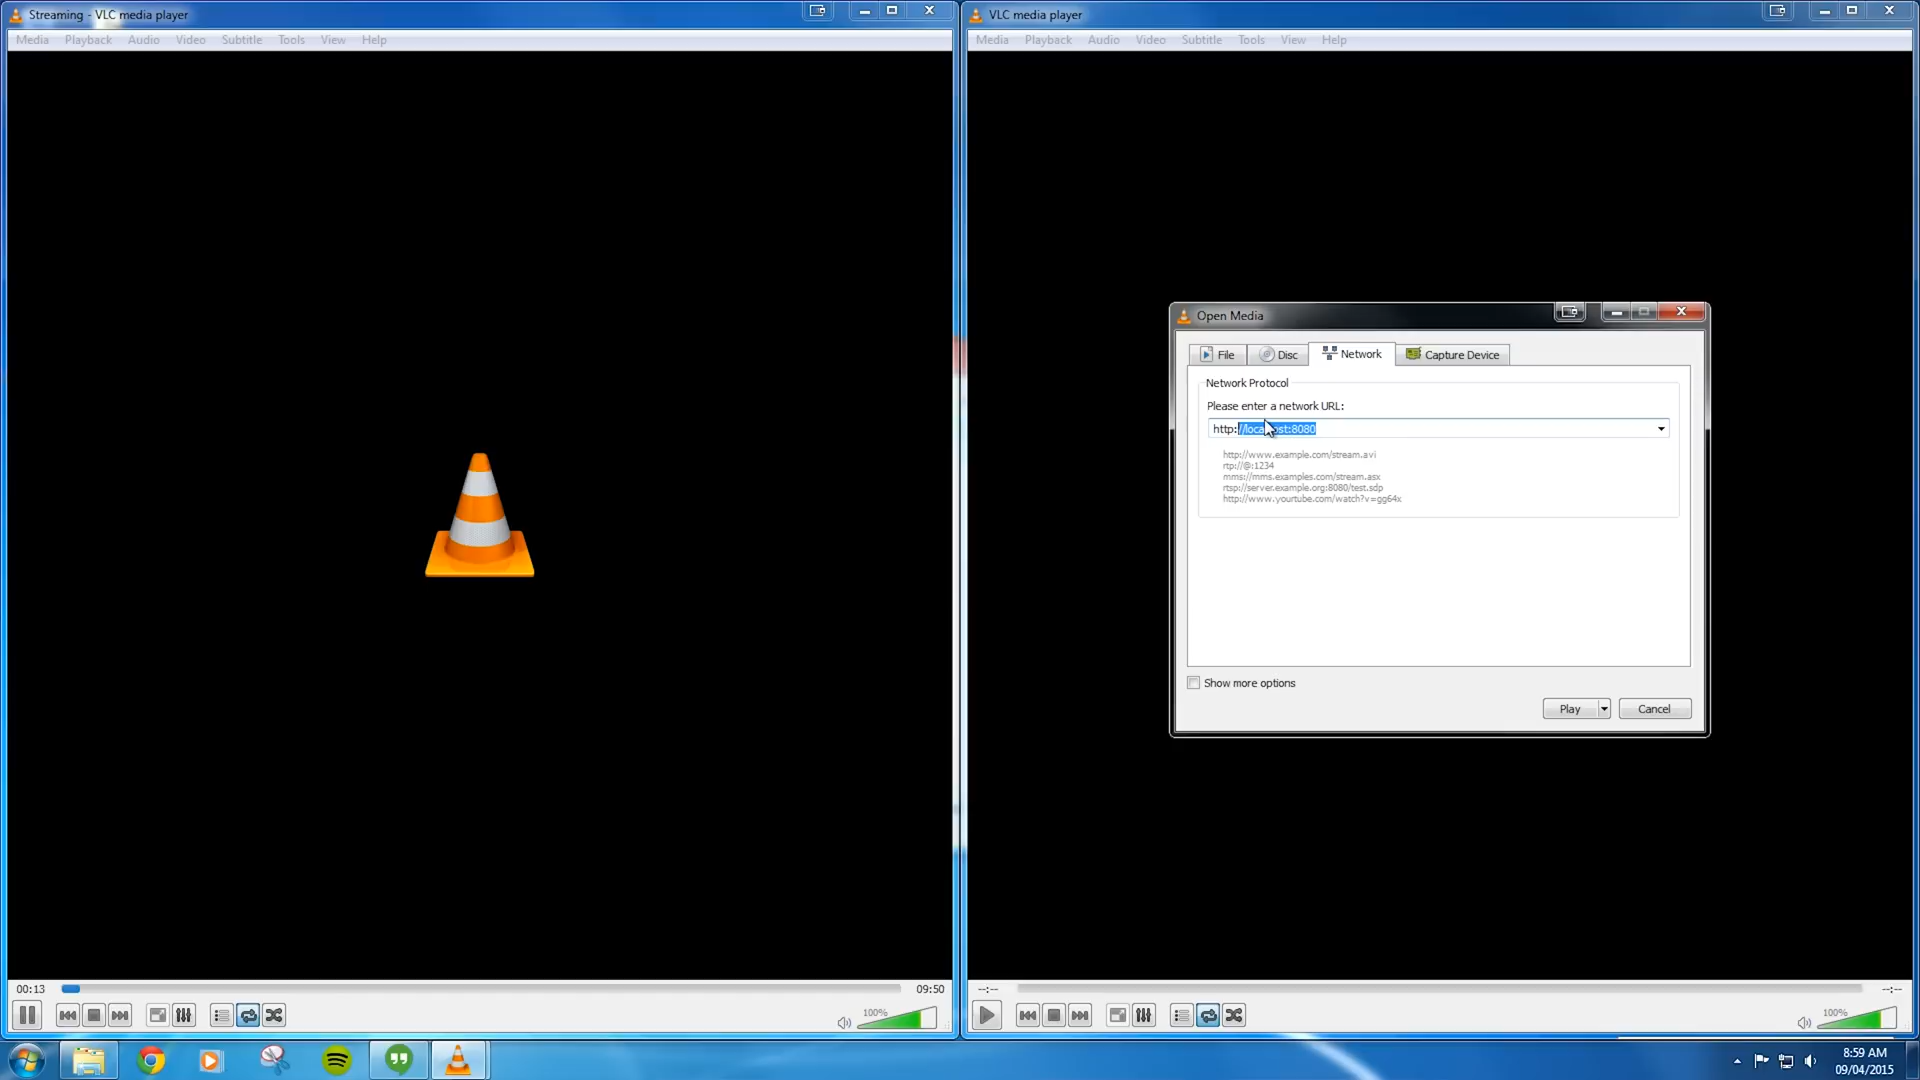 Streaming - VLC media player
Media Playback Audio Video Subtitle Tools View Help
00:13
09:50
100%
VLC media player
Media Playback Audio Video Subtitle Tools View Help
Open Media
File Disc Network Capture Device
Network Protocol
Please enter a network URL:
http://localhost:8080
http://www.example.com/stream.avi
rtp://@:1234
mms://mms.examples.com/stream.asx
rtsp://server.example.org:8080/test.sdp
http://www.youtube.com/watch?v=gg64x
Show more options
Play Cancel
--:--
--:--
100%
8:59 AM
09/04/2015